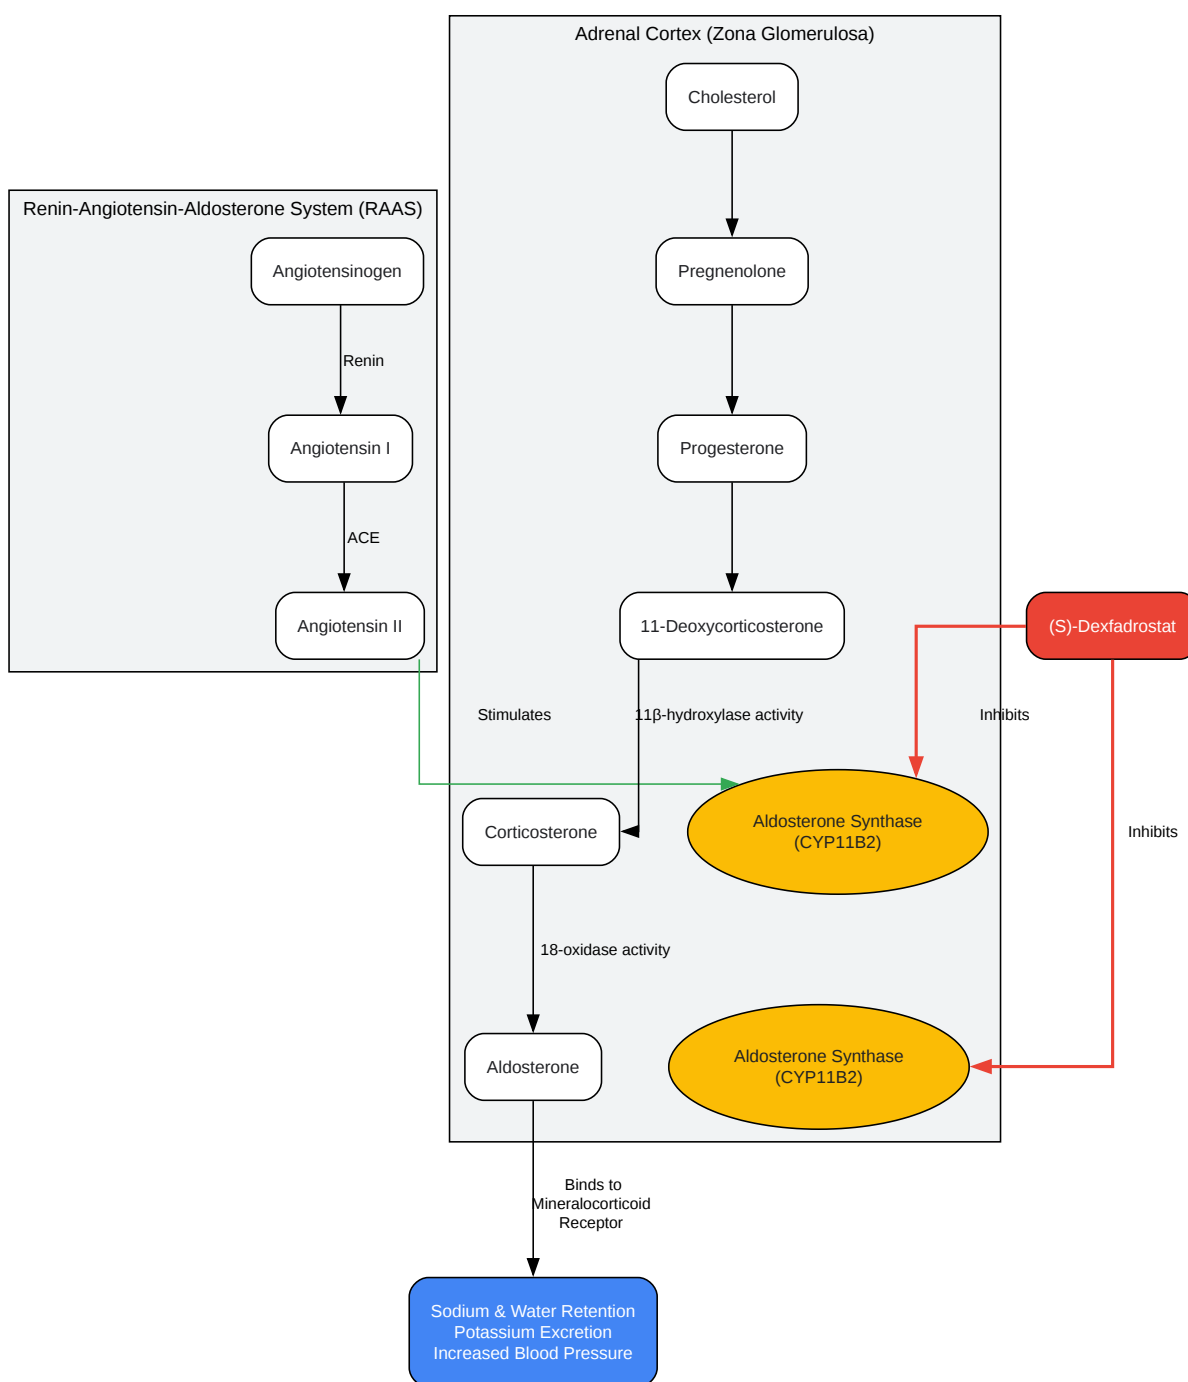 Adrenal Cortex (Zona Glomerulosa)
Cholesterol
Renin-Angiotensin-Aldosterone System (RAAS)
Angiotensinogen
Pregnenolone
Renin
Angiotensin I
Progesterone
ACE
Angiotensin II
11-Deoxycorticosterone
(S)-Dexfadrostat
Stimulates
11β-hydroxylase activity
Inhibits
Corticosterone
Aldosterone Synthase
(CYP11B2)
Inhibits
18-oxidase activity
Aldosterone
Aldosterone Synthase
(CYP11B2)
Binds to
Mineralocorticoid
Receptor
Sodium & Water Retention
Potassium Excretion
Increased Blood Pressure